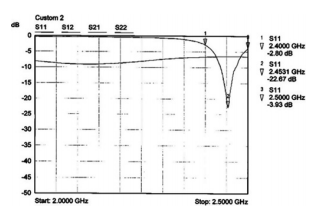 Custom 2
dB
S11 S12 S21 S22
0
-5
-10
-15
-20
-25
-30
-35
-40
-45
-50
1
2
3
Start: 2.0000 GHz
Stop: 2.5000 GHz
1 S11
2.4000 GHz
-2.80 dB
2 S11
2.4531 GHz
-22.67 dB
3 S11
2.5000 GHz
-3.93 dB